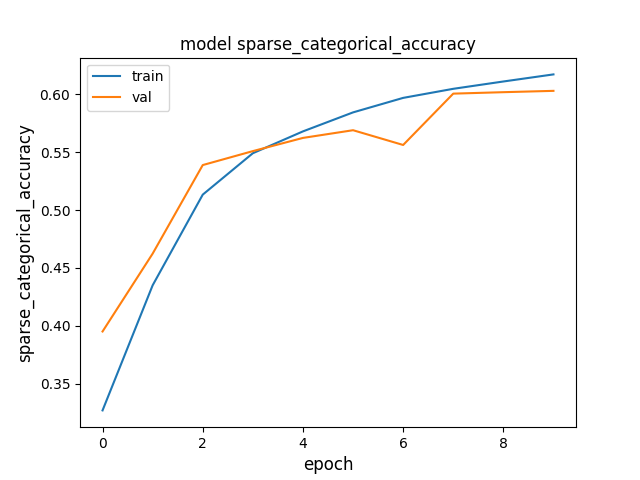 model sparse_categorical_accuracy
train
val
sparse_categorical_accuracy
0.60
0.55
0.50
0.45
0.40
0.35
0 2 4 6 8
epoch